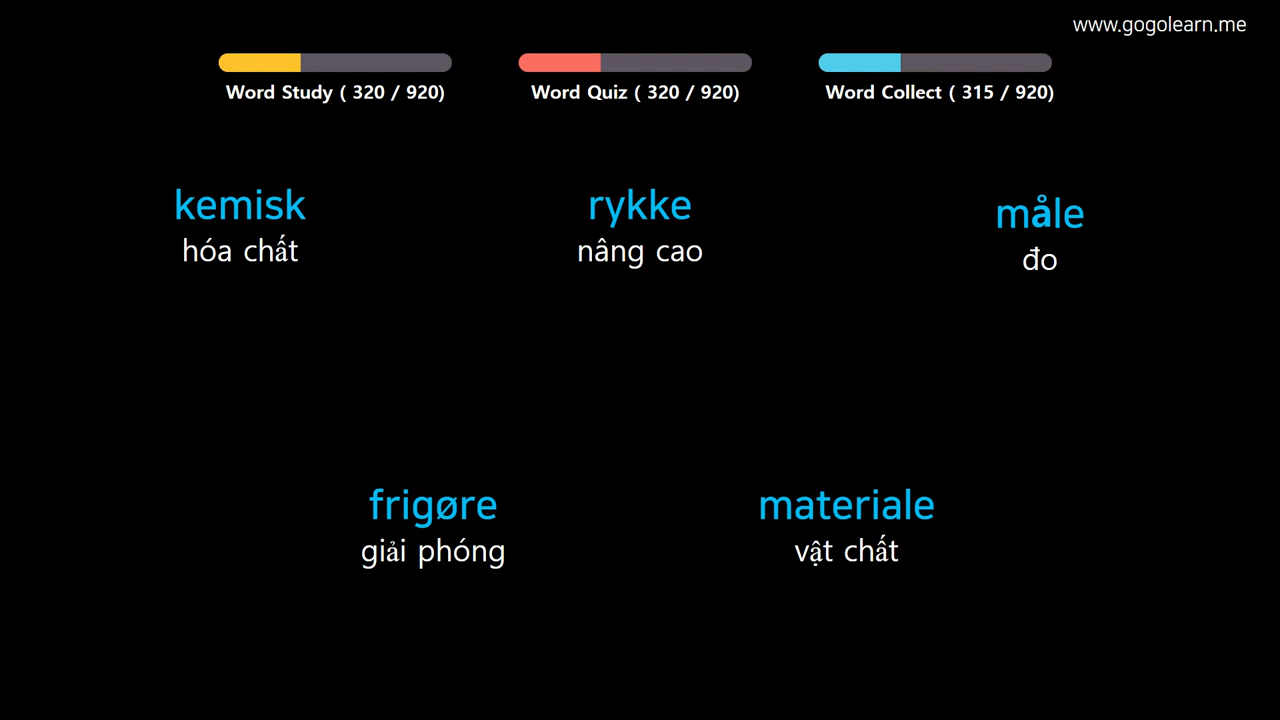 www.gogolearn.me
Word Study ( 320 / 920)
Word Quiz ( 320 / 920)
Word Collect ( 315 / 920)
kemisk
hóa chất
rykke
nâng cao
måle
đo
frigøre
giải phóng
materiale
vật chất